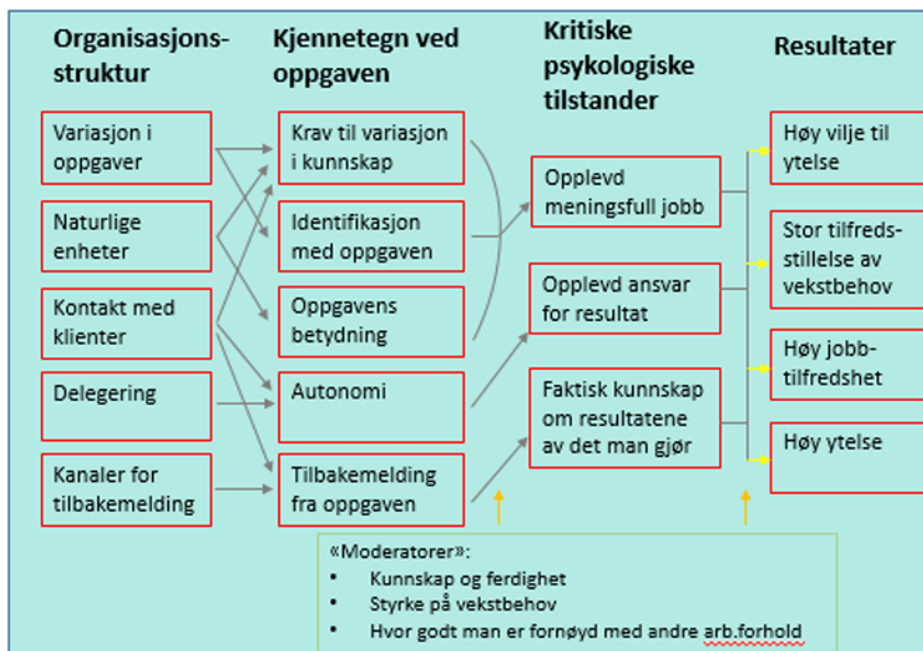 Organisasjons-
struktur
Variasjon i
oppgaver
Naturlige
enheter
Kontakt med
klienter
Delegering
Kanaler for
tilbakemelding
Kjennetegn ved
oppgaven
Krav til variasjon
i kunnskap
Identifikasjon
med oppgaven
Oppgavens
betydning
Autonomi
Tilbakemelding
fra oppgaven
Kritiske
psykologiske
tilstander
Opplevd
meningsfull jobb
Opplevd ansvar
for resultat
Faktisk kunnskap
om resultatene
av det man gjør
Resultater
Høy vilje til
ytelse
Stor tilfreds-
stillelse av
vekstbehov
Høy jobb-
tilfredshet
Høy ytelse
«Moderatorer»:
• Kunnskap og ferdighet
• Styrke på vekstbehov
• Hvor godt man er fornøyd med andre arb.forhold